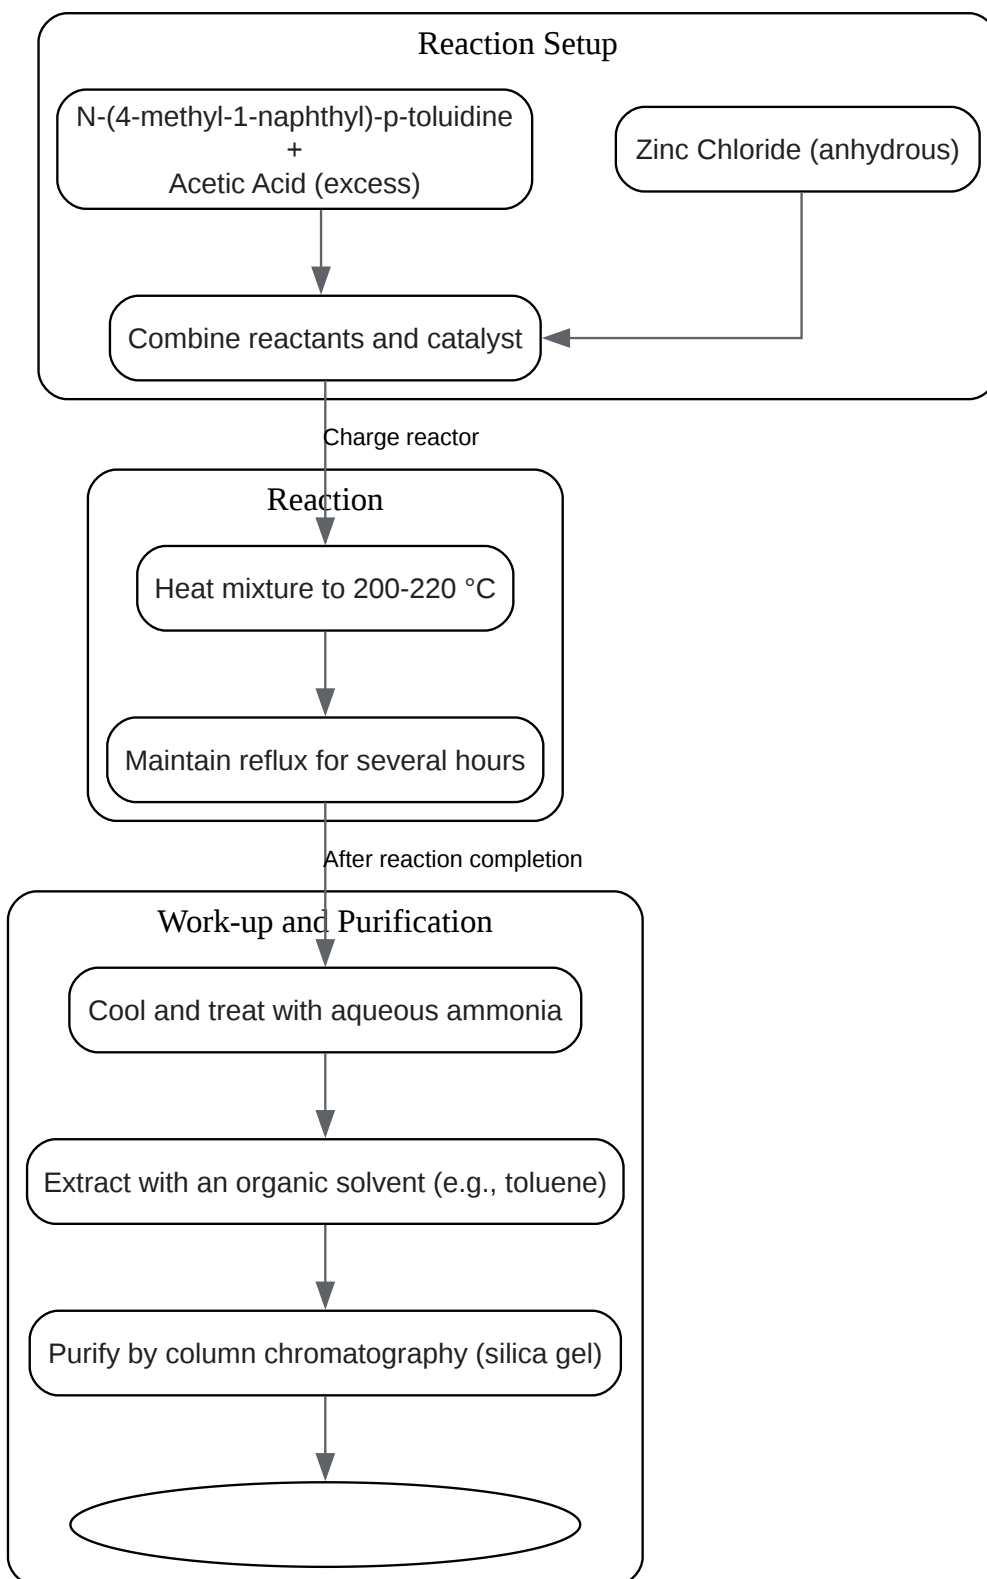 Reaction Setup
N-(4-methyl-1-naphthyl)-p-toluidine
+
Acetic Acid (excess)
Zinc Chloride (anhydrous)
Combine reactants and catalyst
Charge reactor
Reaction
Heat mixture to 200-220 °C
Maintain reflux for several hours
After reaction completion
Work-up and Purification
Cool and treat with aqueous ammonia
Extract with an organic solvent (e.g., toluene)
Purify by column chromatography (silica gel)